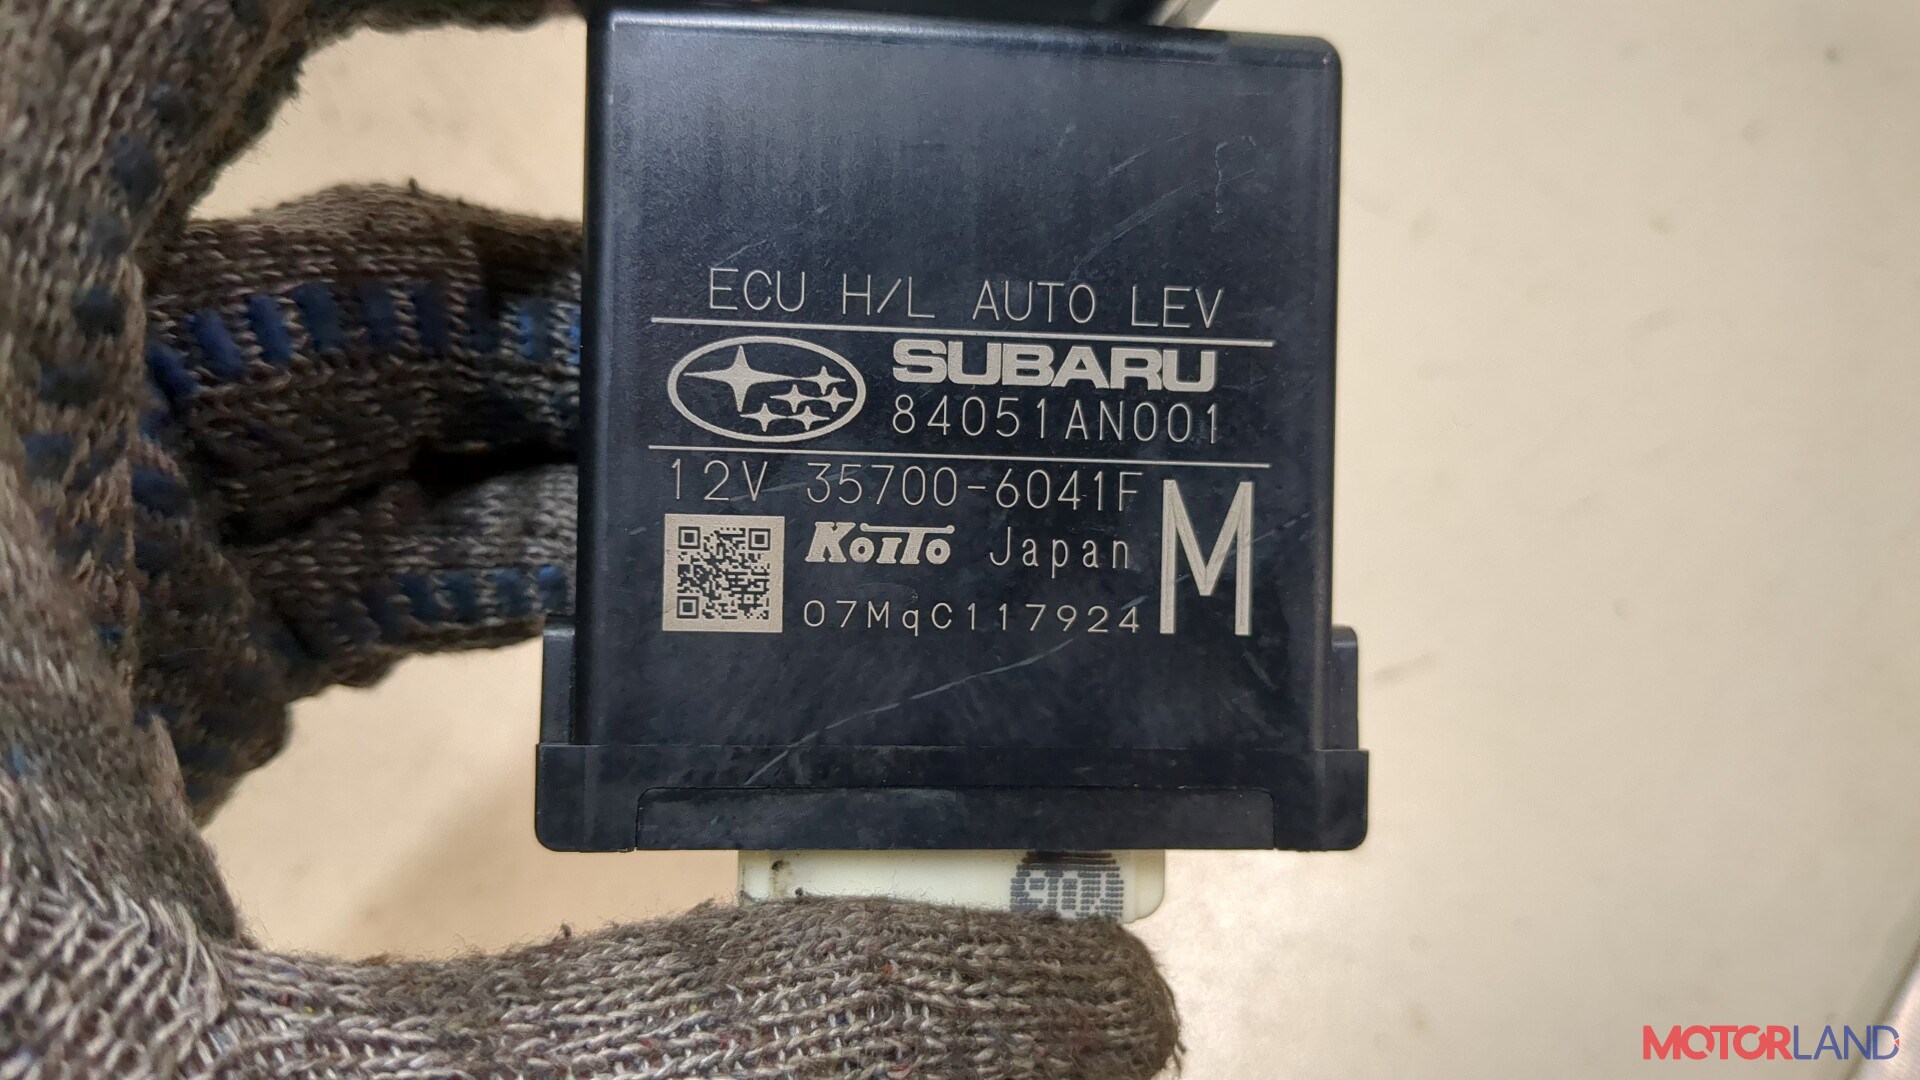 ECU H/L AUTO LEV
SUBARU
84051AN001
12V 35700-6041F
M
KOITO Japan
07MqC117924
MOTORLAND